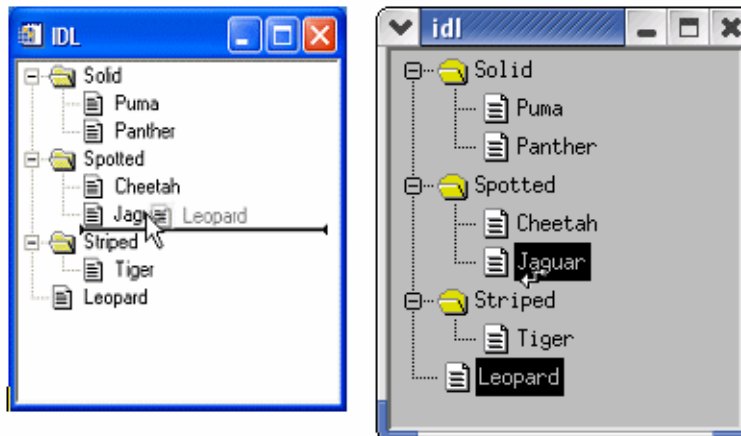 IDL
Solid
Puma
Panther
Spotted
Cheetah
Jaguar Leopard
Striped
Tiger
Leopard
idl
Solid
Puma
Panther
Spotted
Cheetah
Jaguar
Striped
Tiger
Leopard